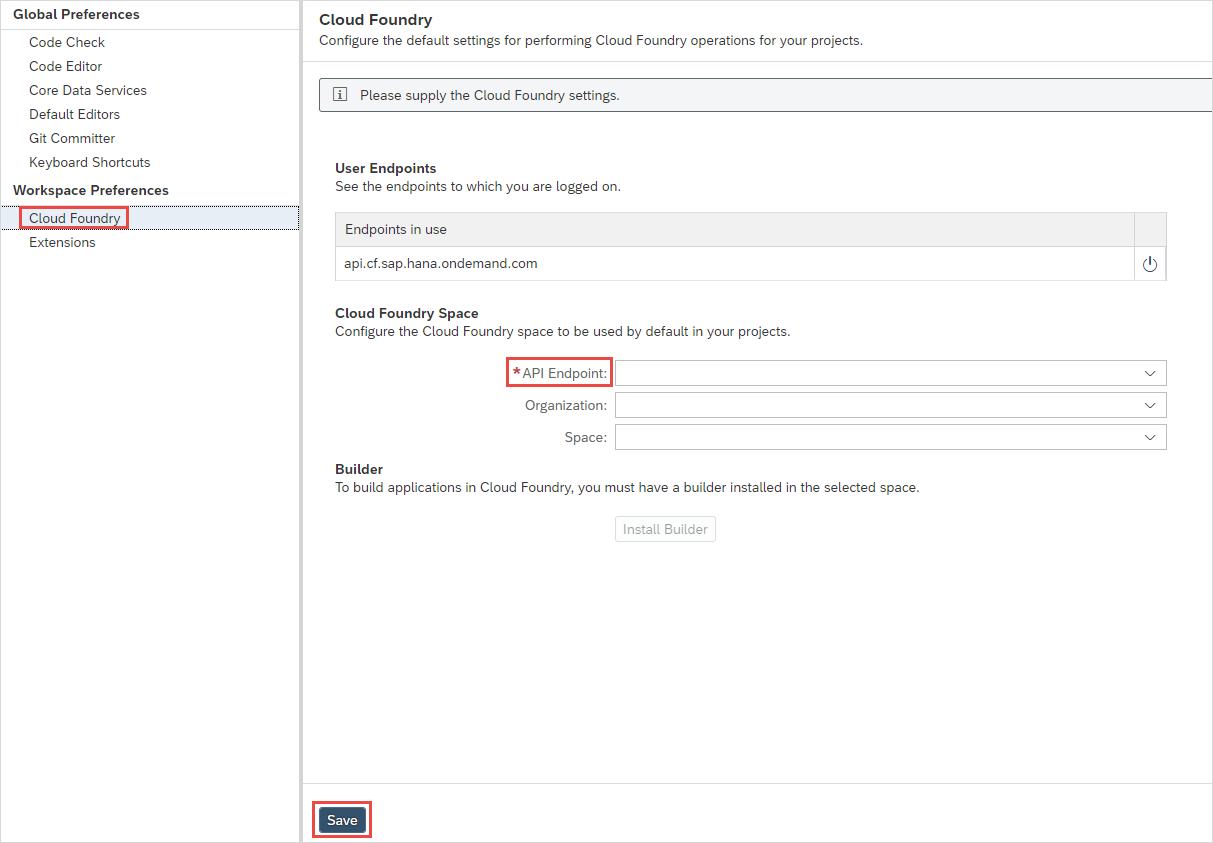 Global Preferences
Code Check
Code Editor
Core Data Services
Default Editors
Git Committer
Keyboard Shortcuts
Workspace Preferences
Cloud Foundry
Extensions
Cloud Foundry
Configure the default settings for performing Cloud Foundry operations for your projects.
Please supply the Cloud Foundry settings.
User Endpoints
See the endpoints to which you are logged on.
Endpoints in use
api.cf.sap.hana.ondemand.com
Cloud Foundry Space
Configure the Cloud Foundry space to be used by default in your projects.
*API Endpoint:
Organization:
Space:
Builder
To build applications in Cloud Foundry, you must have a builder installed in the selected space.
Install Builder
Save